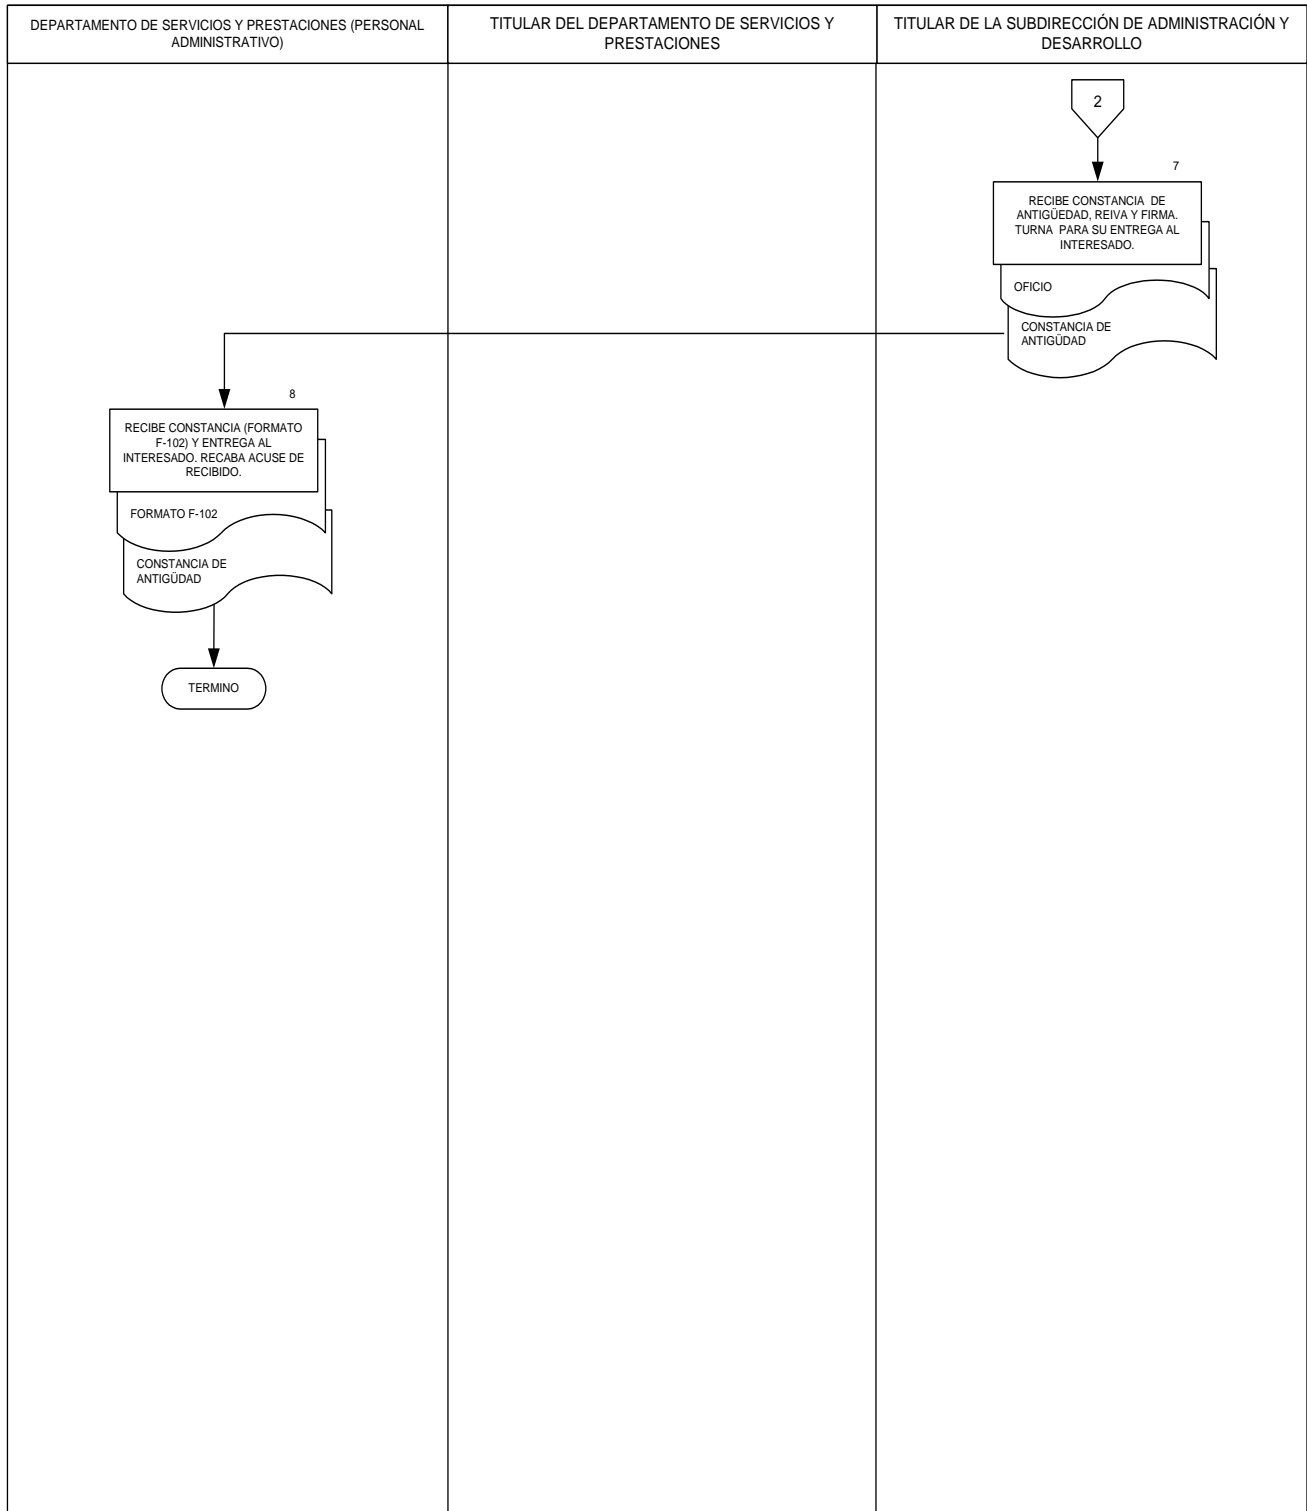 DEPARTAMENTO DE SERVICIOS Y PRESTACIONES (PERSONAL
ADMINISTRATIVO)
TITULAR DEL DEPARTAMENTO DE SERVICIOS Y
PRESTACIONES
TITULAR DE LA SUBDIRECCIÓN DE ADMINISTRACIÓN Y
DESARROLLO
2
7
RECIBE CONSTANCIA DE
ANTIGÜEDAD, REIVA Y FIRMA.
TURNA PARA SU ENTREGA AL
INTERESADO.
OFICIO
CONSTANCIA DE
ANTIGÜDAD
8
RECIBE CONSTANCIA (FORMATO
F-102) Y ENTREGA AL
INTERESADO. RECABA ACUSE DE
RECIBIDO.
FORMATO F-102
CONSTANCIA DE
ANTIGÜDAD
TERMINO